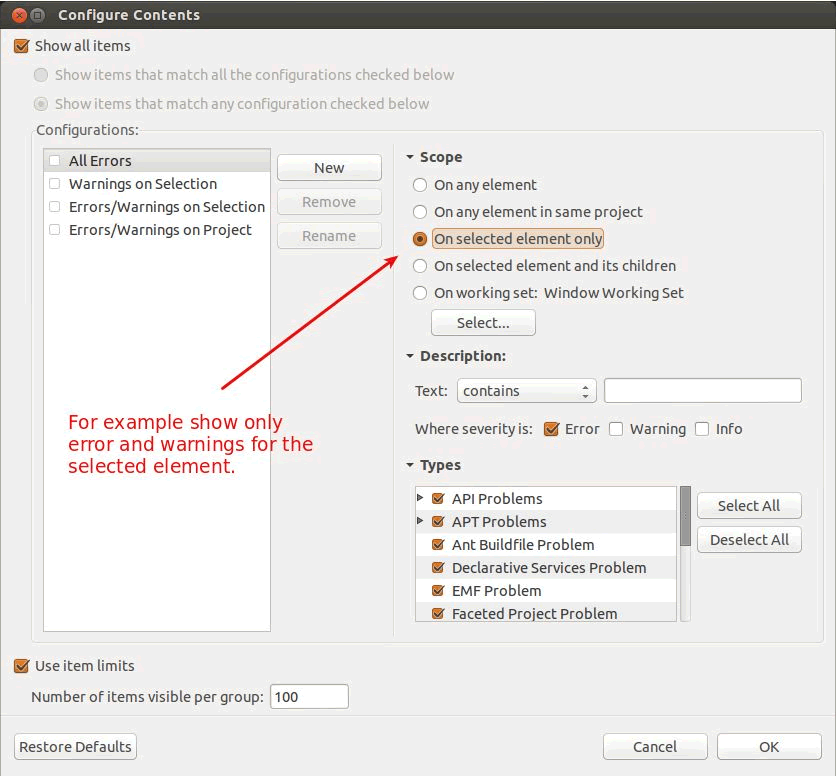 Configure Contents
Show all items
Show items that match all the configurations checked below
Show items that match any configuration checked below
Configurations:
All Errors
Warnings on Selection
Errors/Warnings on Selection
Errors/Warnings on Project
New
Remove
Rename
For example show only
error and warnings for the
selected element.
Scope
On any element
On any element in same project
On selected element only
On selected element and its children
On working set: Window Working Set
Select...
Description:
Text: contains
Where severity is: Error Warning Info
Types
API Problems
APT Problems
Ant Buildfile Problem
Declarative Services Problem
EMF Problem
Faceted Project Problem
Select All
Deselect All
Use item limits
Number of items visible per group: 100
Restore Defaults
Cancel
OK